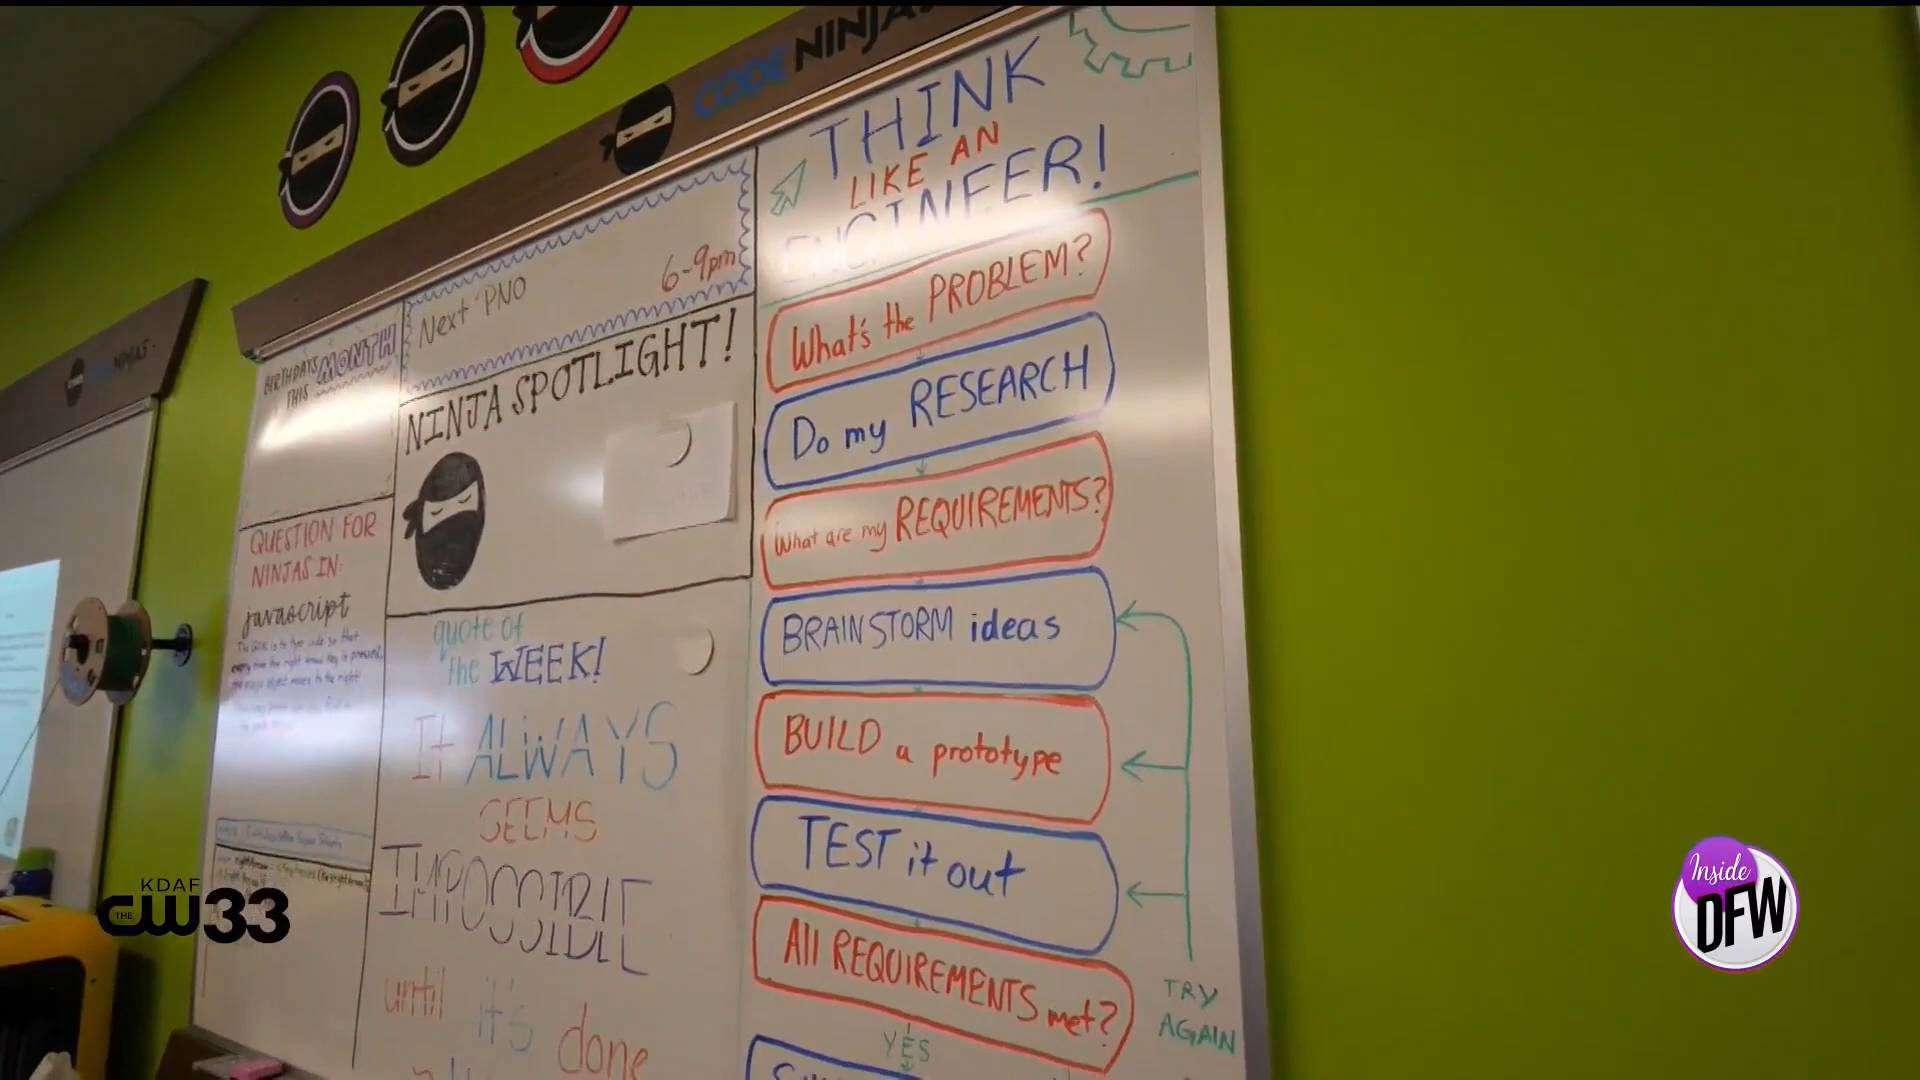 CODE NINJAS
NINJAS
BIRTHDAYS
THIS MONTH
Next PNO
6-9pm
NINJA SPOTLIGHT!
QUESTION FOR
NINJAS IN:
javascript
quote of
the WEEK!
It ALWAYS
SEEMS
IMPOSSIBLE
until it's done
THINK
LIKE AN
ENGINEER!
What's the PROBLEM?
Do my RESEARCH
What are my REQUIREMENTS?
BRAINSTORM ideas
BUILD a prototype
TEST it out
All REQUIREMENTS met?
YES
TRY
AGAIN
KDAF
THE CW33
Inside
DFW